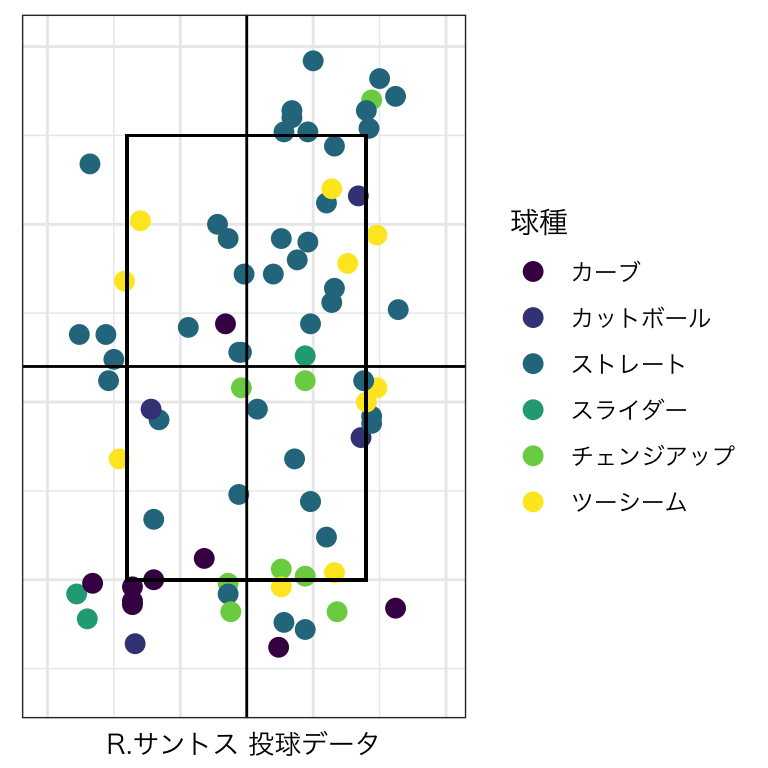 球種
カーブ
カットボール
ストレート
スライダー
チェンジアップ
ツーシーム
R.サントス 投球データ